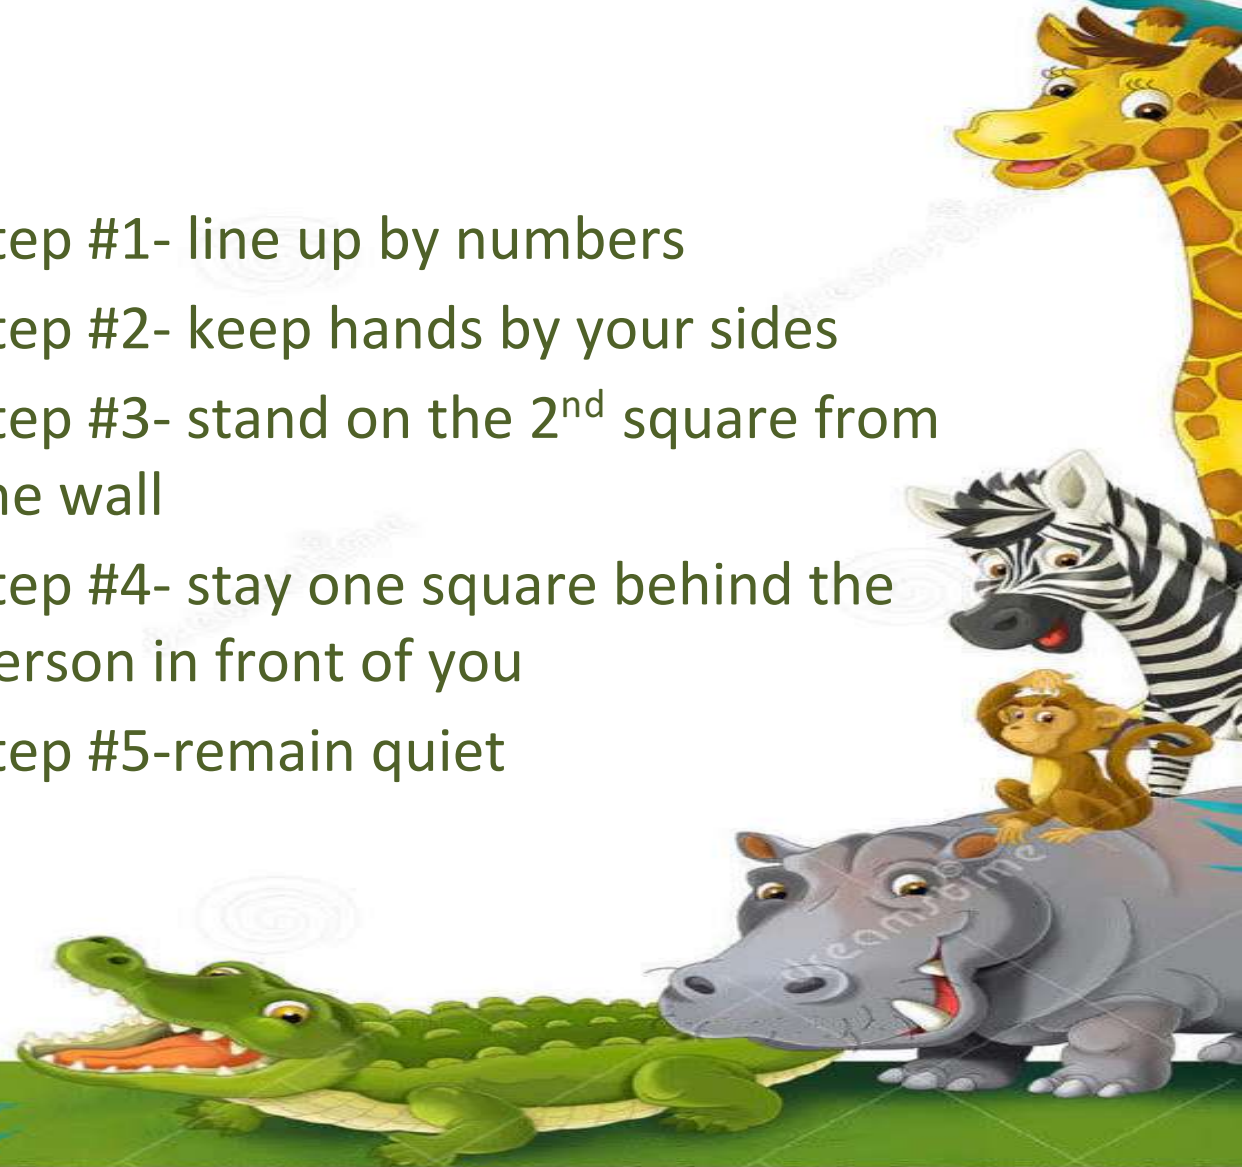 tep #1- line up by numbers
tep #2- keep hands by your sides
tep #3- stand on the 2nd square from
he wall
tep #4- stay one square behind the
erson in front of you
tep #5-remain quiet
dreamstime